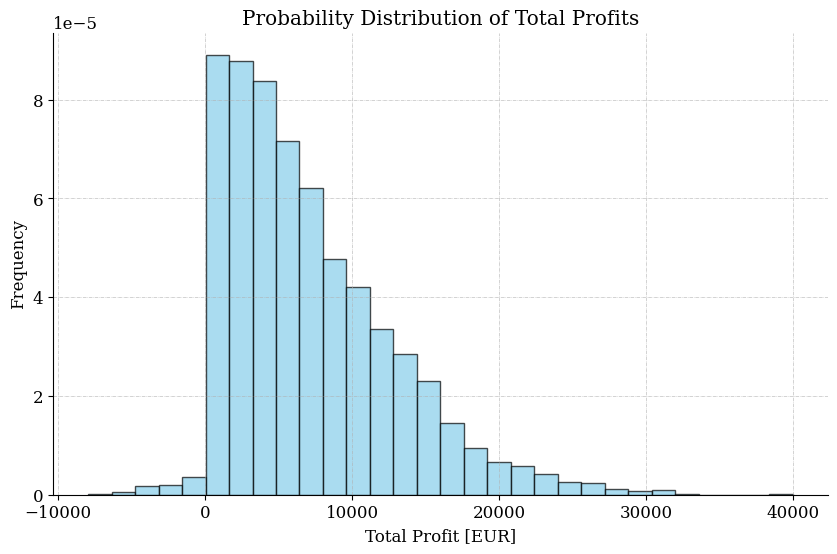 Probability Distribution of Total Profits
1e−5
8
6
4
2
0
Frequency
−10000 0 10000 20000 30000 40000
Total Profit [EUR]